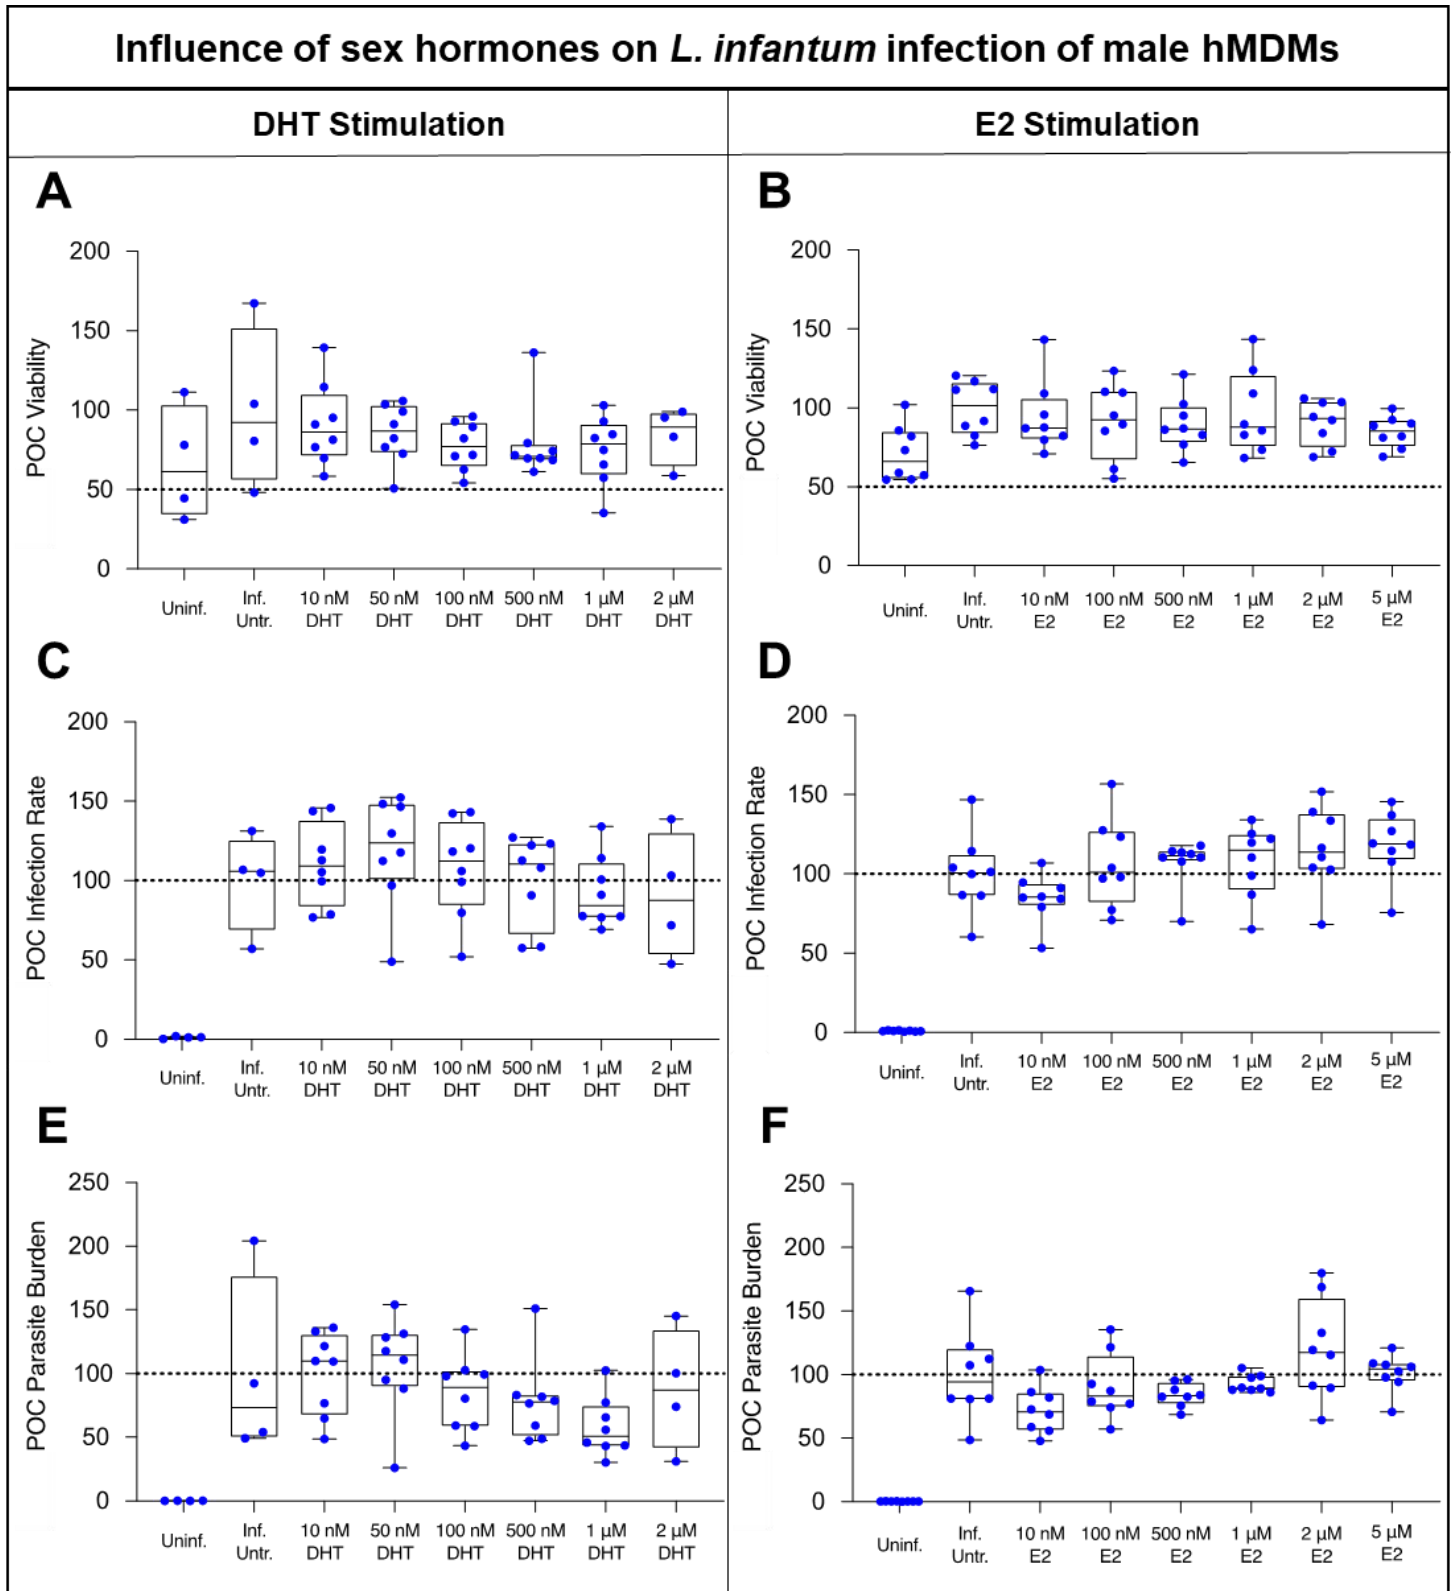 Influence of sex hormones on L. infantum infection of male hMDMs
DHT Stimulation
E2 Stimulation
A
POC Viability
200
150
100
50
0
Uninf.
Inf. Untr.
10 nM DHT
50 nM DHT
100 nM DHT
500 nM DHT
1 µM DHT
2 µM DHT
B
POC Viability
200
150
100
50
0
Uninf.
Inf. Untr.
10 nM E2
100 nM E2
500 nM E2
1 µM E2
2 µM E2
5 µM E2
C
POC Infection Rate
200
150
100
50
0
Uninf.
Inf. Untr.
10 nM DHT
50 nM DHT
100 nM DHT
500 nM DHT
1 µM DHT
2 µM DHT
D
POC Infection Rate
200
150
100
50
0
Uninf.
Inf. Untr.
10 nM E2
100 nM E2
500 nM E2
1 µM E2
2 µM E2
5 µM E2
E
POC Parasite Burden
250
200
150
100
50
0
Uninf.
Inf. Untr.
10 nM DHT
50 nM DHT
100 nM DHT
500 nM DHT
1 µM DHT
2 µM DHT
F
POC Parasite Burden
250
200
150
100
50
0
Uninf.
Inf. Untr.
10 nM E2
100 nM E2
500 nM E2
1 µM E2
2 µM E2
5 µM E2